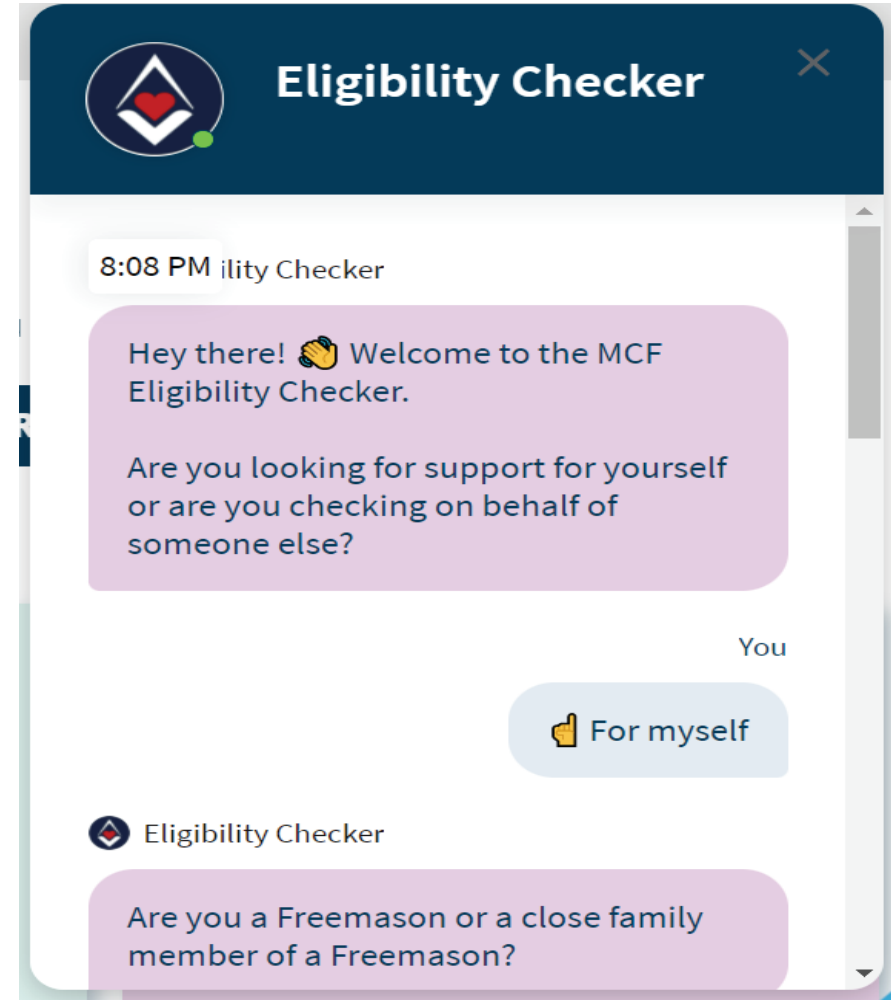 Eligibility Checker
8:08 PM ility Checker
Hey there! 👏 Welcome to the MCF
Eligibility Checker.
Are you looking for support for yourself
or are you checking on behalf of
someone else?
You
☝ For myself
Eligibility Checker
Are you a Freemason or a close family
member of a Freemason?